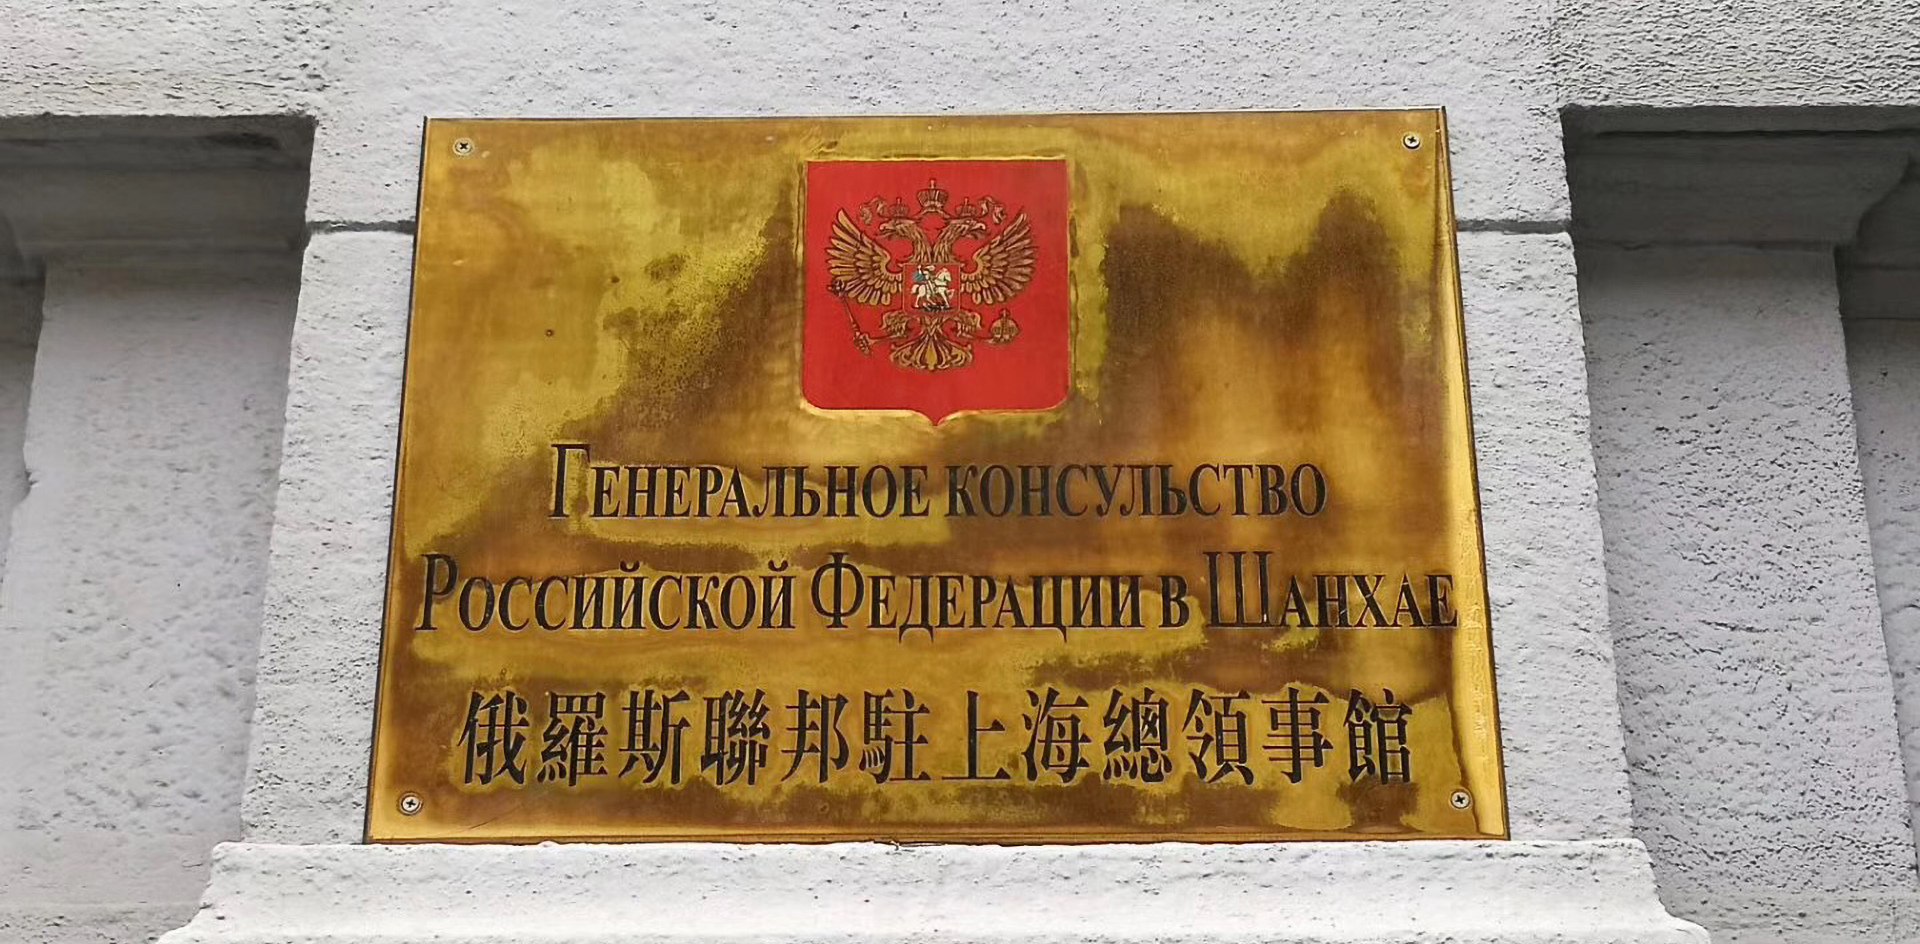 Генеральное консульство
Российской Федерации в Шанхае
俄羅斯聯邦駐上海總領事館